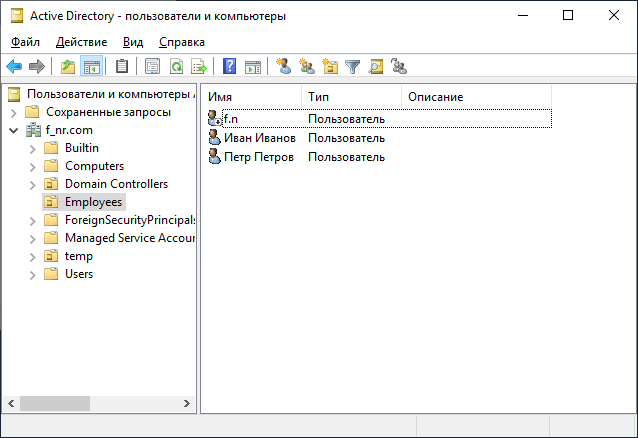 Active Directory - пользователи и компьютеры
Файл Действие Вид Справка
Пользователи и компьютеры
Сохраненные запросы
f_nr.com
Builtin
Computers
Domain Controllers
Employees
ForeignSecurityPrincipals
Managed Service Accour
temp
Users
Имя Тип Описание
f.n Пользователь
Иван Иванов Пользователь
Петр Петров Пользователь